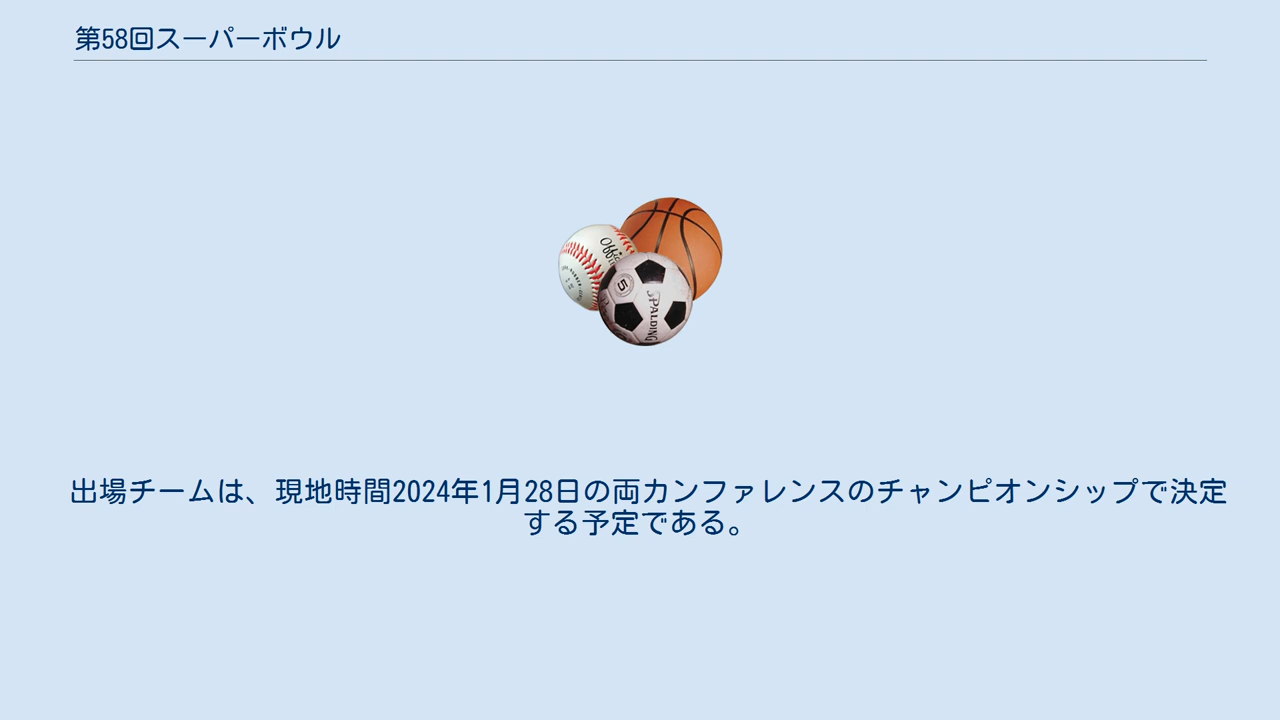 第58回スーパーボウル
Offic
5
SPALDING
出場チームは、現地時間2024年1月28日の両カンファレンスのチャンピオンシップで決定
する予定である。